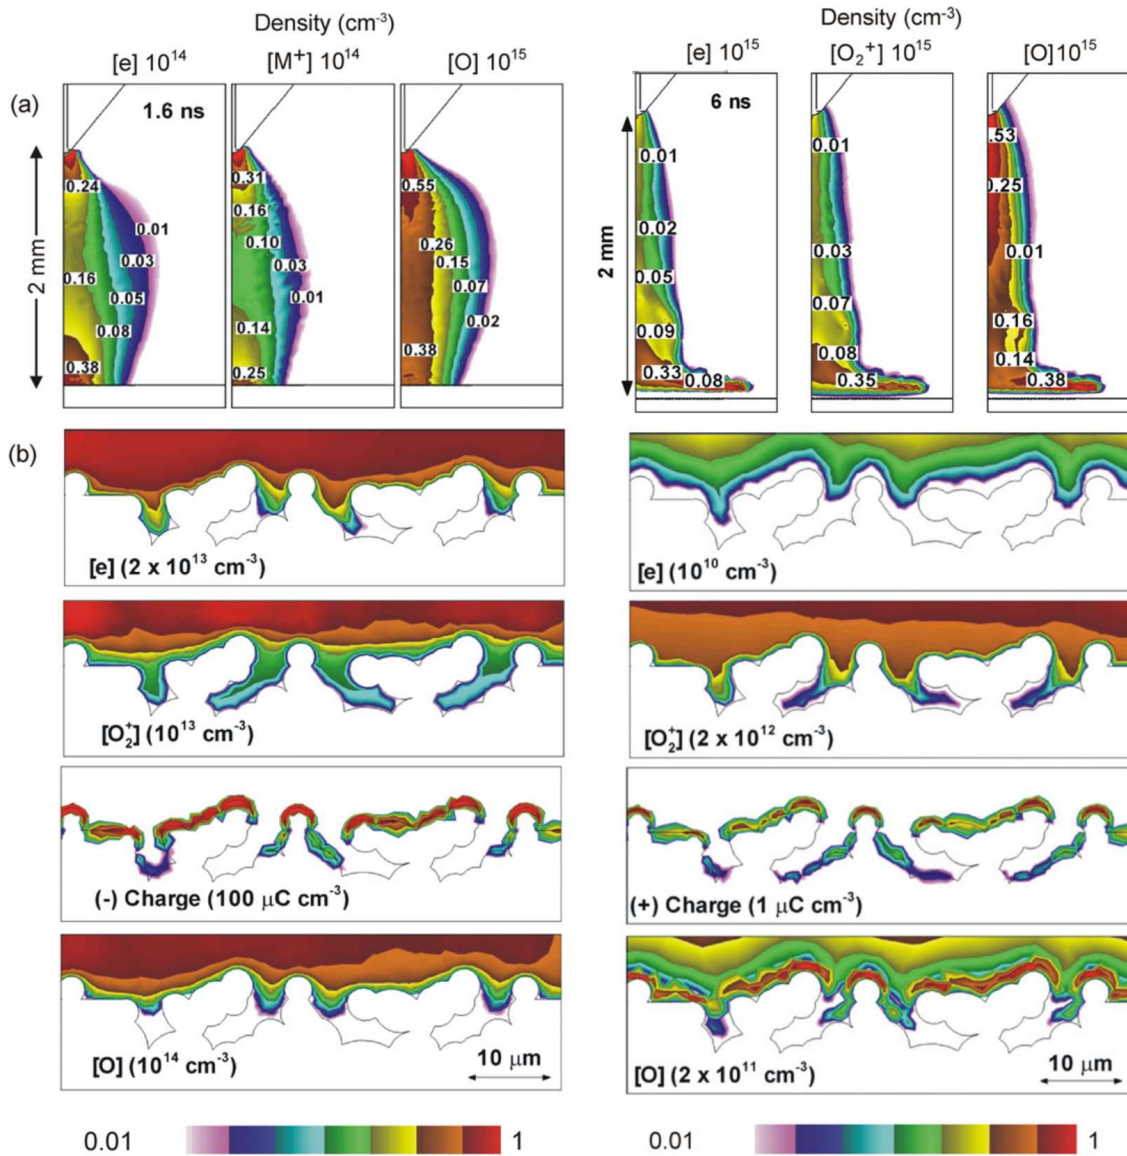 Density (cm-3)
[e] 10^14 [M+] 10^14 [O] 10^15
(a)
1.6 ns
2 mm
0.24
0.01
0.03
0.16
0.05
0.08
0.38
0.31
0.16
0.10
0.03
0.01
0.14
0.25
0.55
0.26
0.15
0.07
0.02
0.38
Density (cm-3)
[e] 10^15 [O2+] 10^15 [O] 10^15
6 ns
2 mm
0.01
0.02
0.05
0.09
0.33
0.08
0.01
0.03
0.07
0.08
0.35
0.53
0.25
0.01
0.16
0.14
0.38
(b)
[e] (2 x 10^13 cm-3)
[O2+] (10^13 cm-3)
(-) Charge (100 μC cm-3)
[O] (10^14 cm-3)
10 μm
0.01 1
[e] (10^10 cm-3)
[O2+] (2 x 10^12 cm-3)
(+) Charge (1 μC cm-3)
[O] (2 x 10^11 cm-3)
10 μm
0.01 1